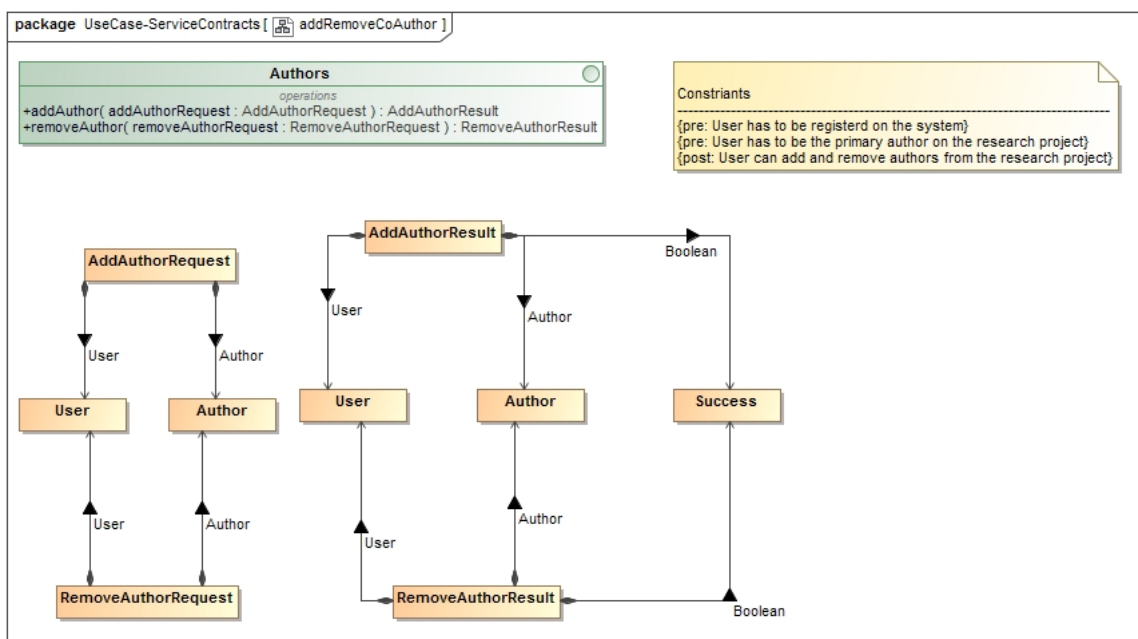 package UseCase-ServiceContracts [ addRemoveCoAuthor ]
Authors
operations
+addAuthor( addAuthorRequest : AddAuthorRequest ) : AddAuthorResult
+removeAuthor( removeAuthorRequest : RemoveAuthorRequest ) : RemoveAuthorResult
Constriants
{pre: User has to be registerd on the system}
{pre: User has to be the primary author on the research project}
{post: User can add and remove authors from the research project}
AddAuthorResult
Boolean
AddAuthorRequest
User
Author
User
Author
User
Author
User
Author
Success
User
Author
User
Author
RemoveAuthorRequest
RemoveAuthorResult
Boolean